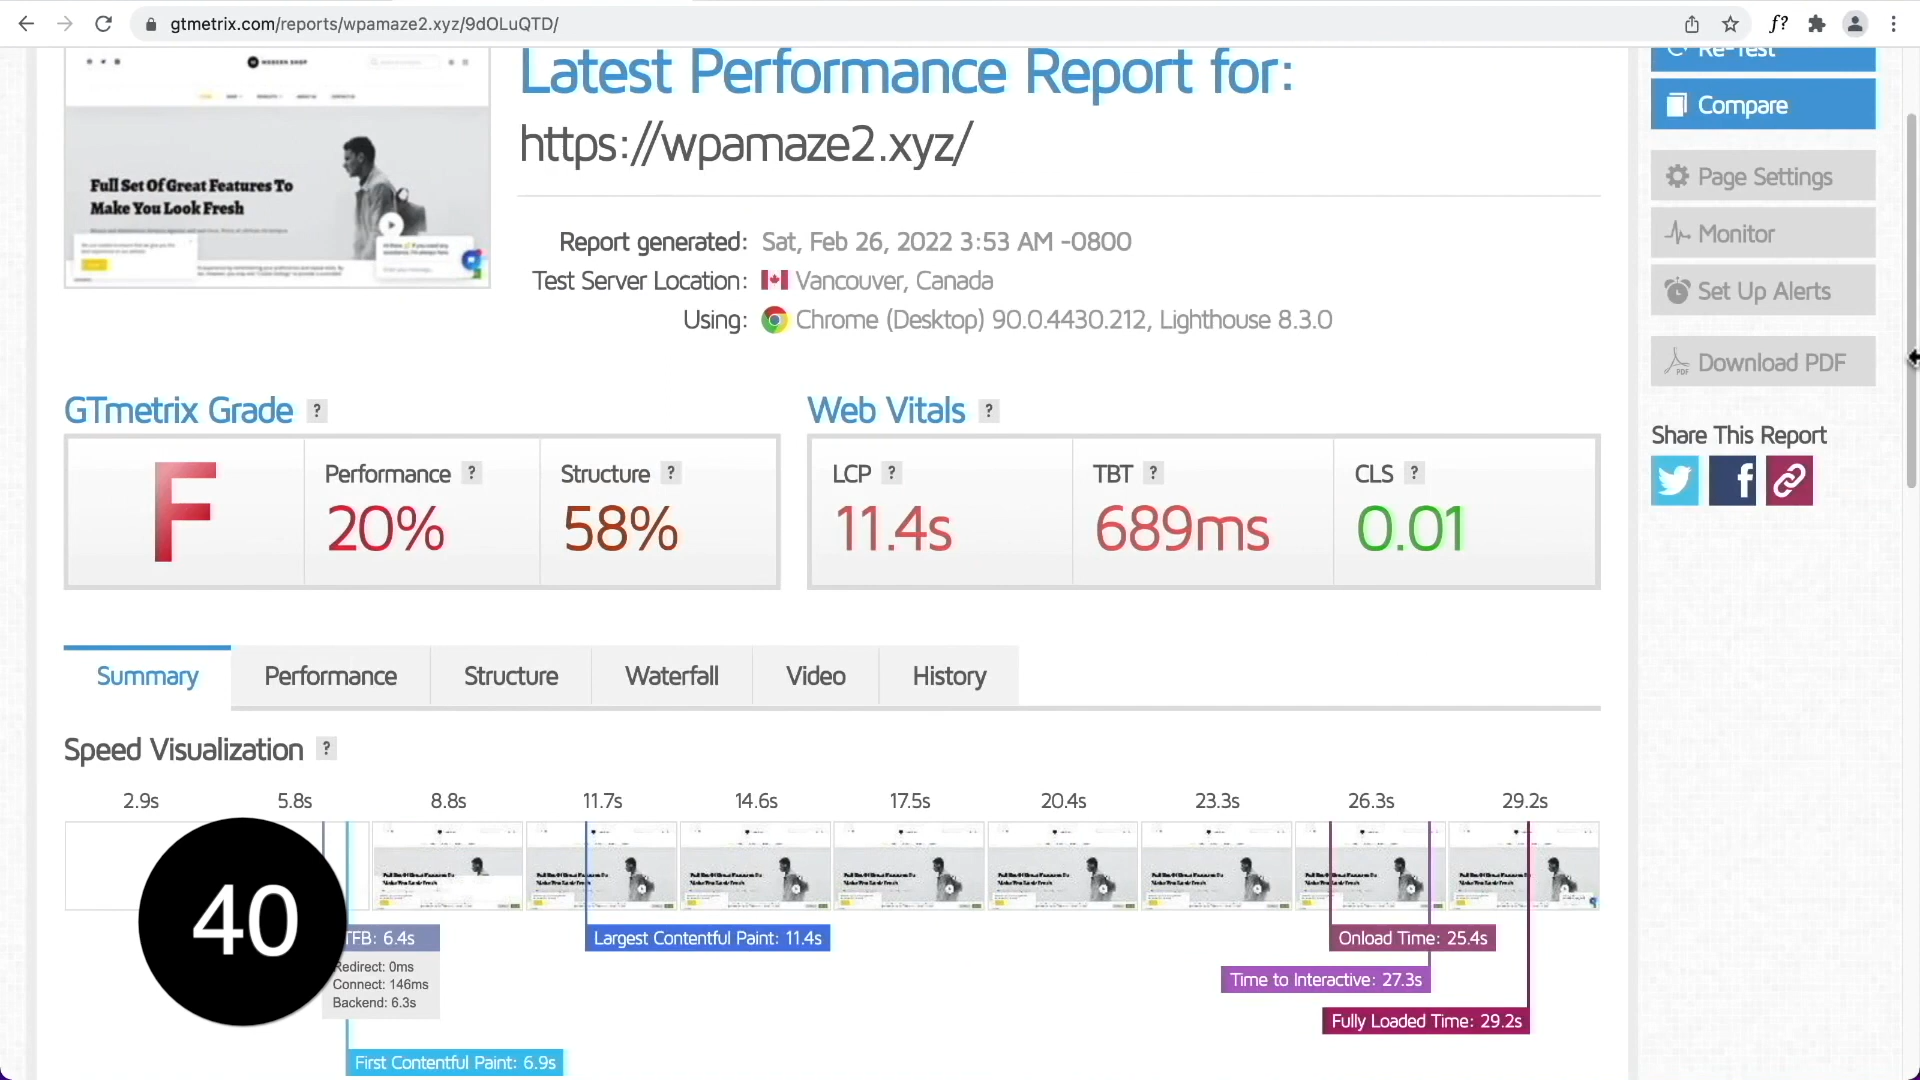 gtmetrix.com/reports/wpamaze2.xyz/9dOLuQTD/
f?
MODERN SHOP
Full Set Of Great Features To
Make You Look Fresh
Latest Performance Report for:
https://wpamaze2.xyz/
Report generated: Sat, Feb 26, 2022 3:53 AM -0800
Test Server Location: Vancouver, Canada
Using: Chrome (Desktop) 90.0.4430.212, Lighthouse 8.3.0
Re-Test
Compare
Page Settings
Monitor
Set Up Alerts
PDF
Download PDF
Share This Report
GTmetrix Grade ?
Web Vitals ?
F
Performance ?
20%
Structure ?
58%
LCP ?
11.4s
TBT ?
689ms
CLS ?
0.01
Summary
Performance
Structure
Waterfall
Video
History
Speed Visualization ?
2.9s 5.8s 8.8s 11.7s 14.6s 17.5s 20.4s 23.3s 26.3s 29.2s
40
TFB: 6.4s
Redirect: 0ms
Connect: 146ms
Backend: 6.3s
First Contentful Paint: 6.9s
Largest Contentful Paint: 11.4s
Onload Time: 25.4s
Time to Interactive: 27.3s
Fully Loaded Time: 29.2s